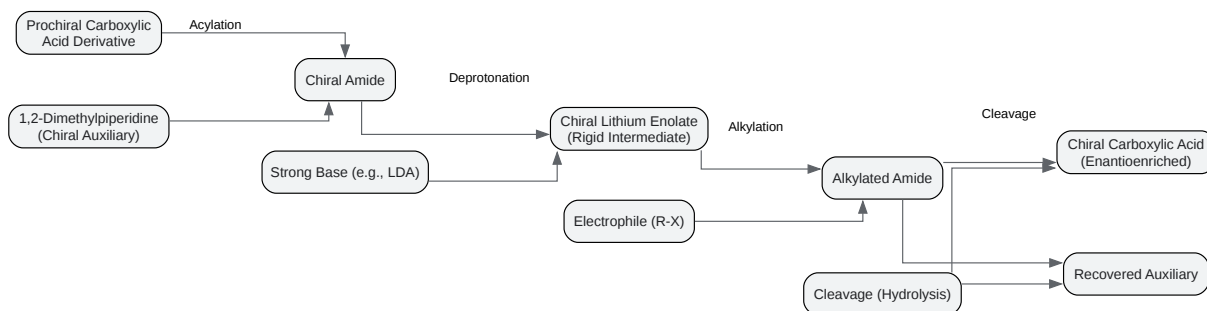 Prochiral Carboxylic
Acid Derivative
Acylation
Chiral Amide
Deprotonation
1,2-Dimethylpiperidine
(Chiral Auxiliary)
Chiral Lithium Enolate
(Rigid Intermediate)
Alkylation
Cleavage
Strong Base (e.g., LDA)
Alkylated Amide
Chiral Carboxylic Acid
(Enantioenriched)
Electrophile (R-X)
Cleavage (Hydrolysis)
Recovered Auxiliary